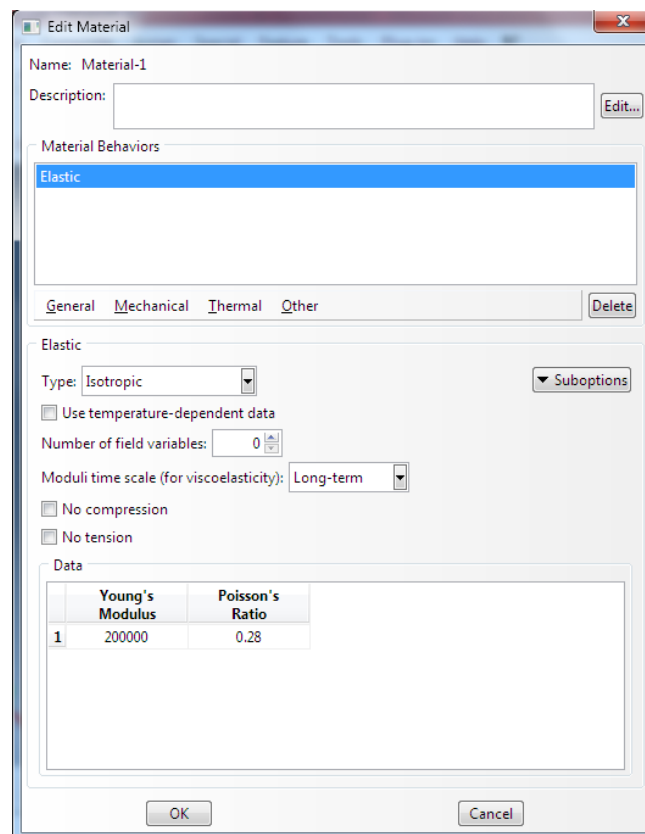 Edit Material
Name: Material-1
Description:
Edit...
Material Behaviors
Elastic
General Mechanical Thermal Other Delete
Elastic
Type: Isotropic
Suboptions
Use temperature-dependent data
Number of field variables: 0
Moduli time scale (for viscoelasticity): Long-term
No compression
No tension
Data
Young's Poisson's
Modulus Ratio
1 200000 0.28
OK Cancel